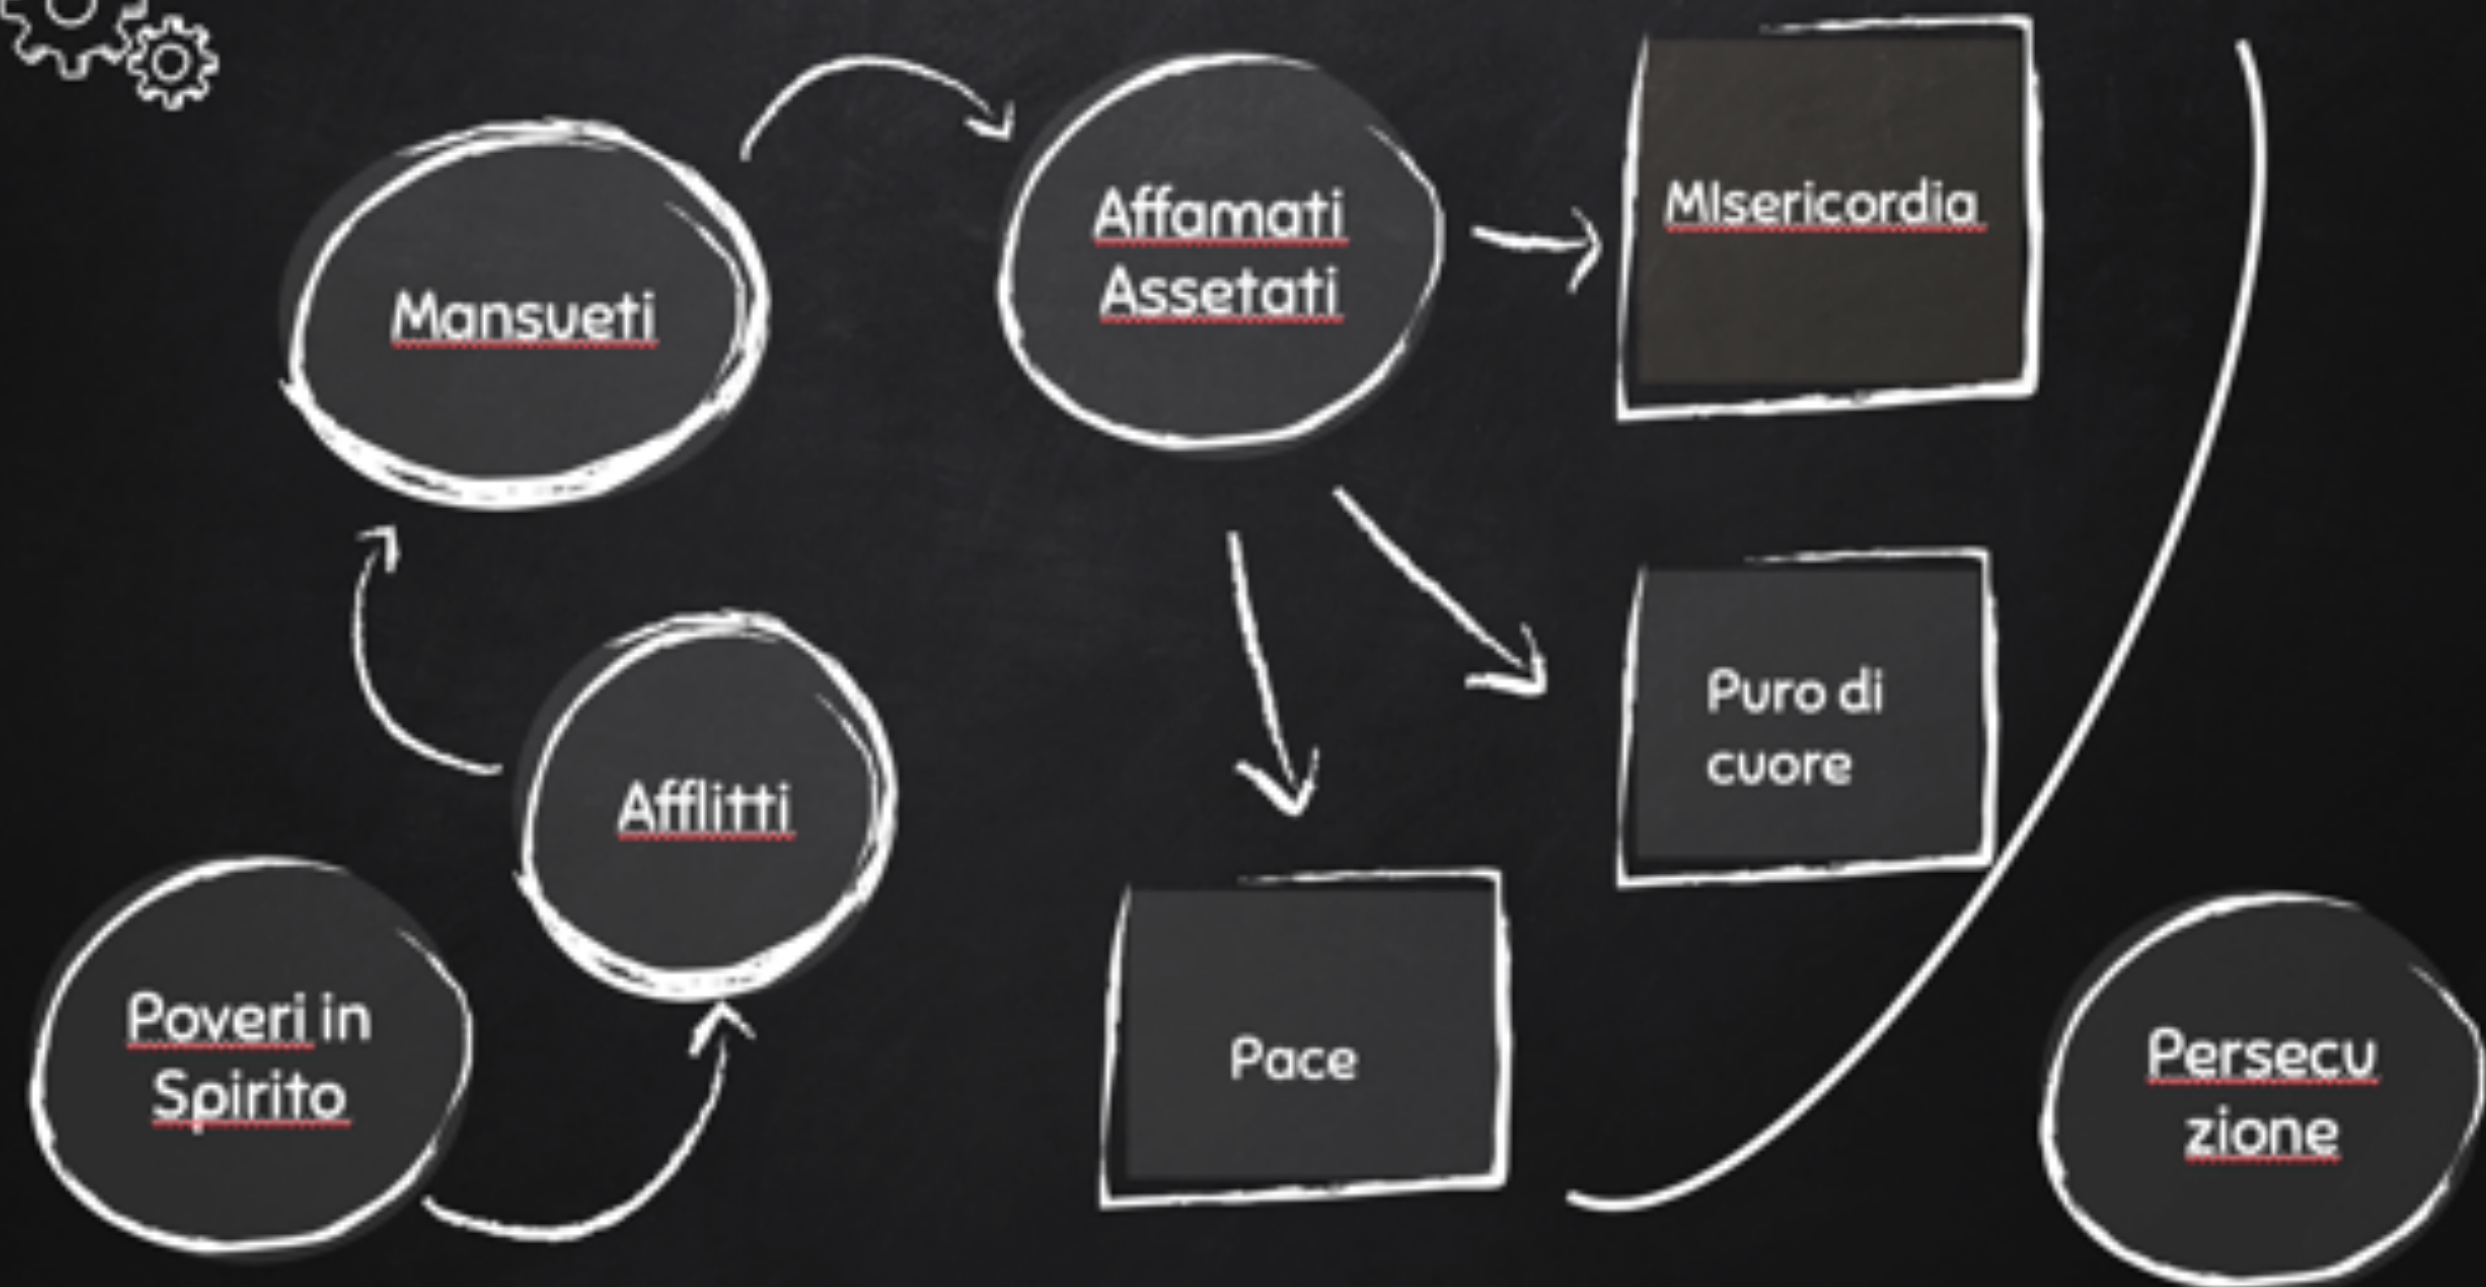 Mansueti
Affamati
Assetati
MIsericordia
Afflitti
Puro di
cuore
Poveri in
Spirito
Pace
Persecu
zione